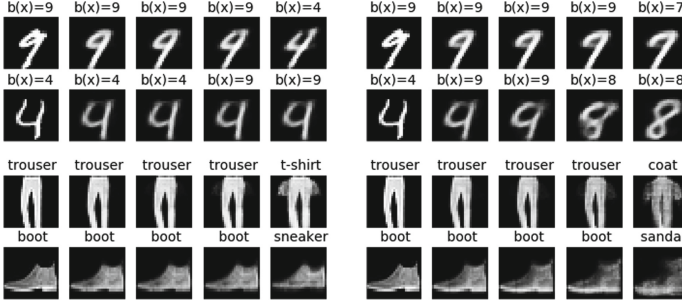 b(x)=9 b(x)=9 b(x)=9 b(x)=9 b(x)=4 b(x)=9 b(x)=9 b(x)=9 b(x)=9 b(x)=7
b(x)=4 b(x)=4 b(x)=4 b(x)=9 b(x)=9 b(x)=4 b(x)=9 b(x)=9 b(x)=8 b(x)=8
trouser trouser trouser trouser t-shirt trouser trouser trouser trouser coat
boot boot boot boot sneaker boot boot boot boot sanda